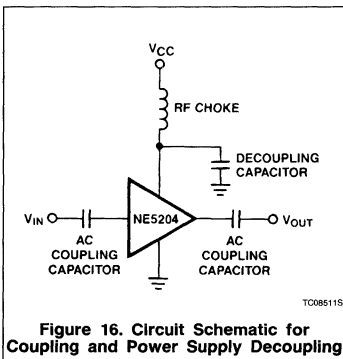 VCC
RF CHOKE
DECOUPLING
CAPACITOR
NE5204
VIN
VOUT
AC
COUPLING
CAPACITOR
AC
COUPLING
CAPACITOR
TC08511S
Figure 16. Circuit Schematic for
Coupling and Power Supply Decoupling